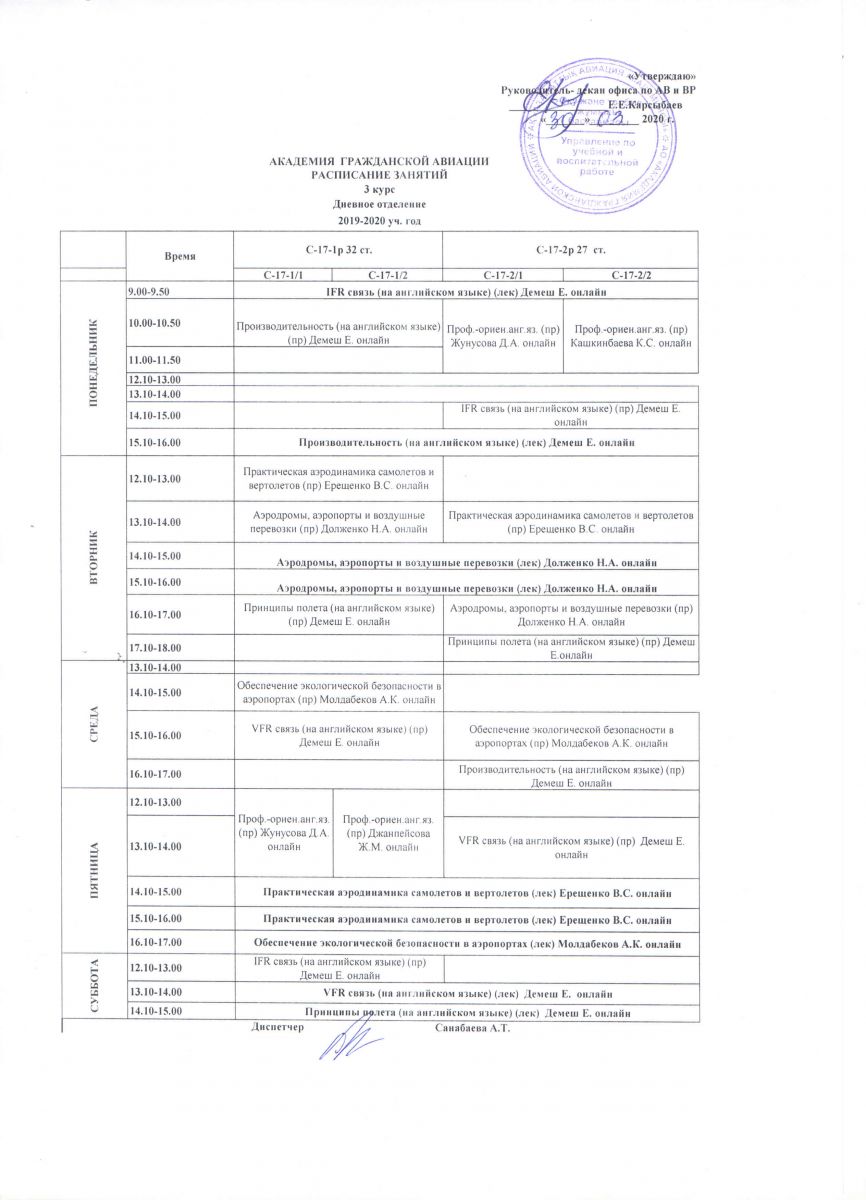 «Утверждаю»
Руководитель- декан офиса по АВ и ВР
Е.Е.Карсыбаев
« 30 » 03 2020 г.
Управление по
учебной и
воспитательной
работе
АКАДЕМИЯ ГРАЖДАНСКОЙ АВИАЦИИ
РАСПИСАНИЕ ЗАНЯТИЙ
3 курс
Дневное отделение
2019-2020 уч. год
Время
С-17-1р 32 ст.
С-17-2р 27 ст.
С-17-1/1
С-17-1/2
С-17-2/1
С-17-2/2
ПОНЕДЕЛЬНИК
9.00-9.50
IFR связь (на английском языке) (лек) Демеш Е. онлайн
10.00-10.50
Производительность (на английском языке)
(пр) Демеш Е. онлайн
Проф.-ориен.анг.яз. (пр)
Жунусова Д.А. онлайн
Проф.-ориен.анг.яз. (пр)
Кашкинбаева К.С. онлайн
11.00-11.50
12.10-13.00
13.10-14.00
14.10-15.00
IFR связь (на английском языке) (пр) Демеш Е.
онлайн
15.10-16.00
Производительность (на английском языке) (лек) Демеш Е. онлайн
ВТОРНИК
12.10-13.00
Практическая аэродинамика самолетов и
вертолетов (пр) Ерещенко В.С. онлайн
13.10-14.00
Аэродромы, аэропорты и воздушные
перевозки (пр) Долженко Н.А. онлайн
Практическая аэродинамика самолетов и вертолетов
(пр) Ерещенко В.С. онлайн
14.10-15.00
Аэродромы, аэропорты и воздушные перевозки (лек) Долженко Н.А. онлайн
15.10-16.00
Аэродромы, аэропорты и воздушные перевозки (лек) Долженко Н.А. онлайн
16.10-17.00
Принципы полета (на английском языке)
(пр) Демеш Е. онлайн
Аэродромы, аэропорты и воздушные перевозки (пр)
Долженко Н.А. онлайн
17.10-18.00
Принципы полета (на английском языке) (пр) Демеш
Е.онлайн
СРЕДА
13.10-14.00
14.10-15.00
Обеспечение экологической безопасности в
аэропортах (пр) Молдабеков А.К. онлайн
15.10-16.00
VFR связь (на английском языке) (пр)
Демеш Е. онлайн
Обеспечение экологической безопасности в
аэропортах (пр) Молдабеков А.К. онлайн
16.10-17.00
Производительность (на английском языке) (пр)
Демеш Е. онлайн
ПЯТНИЦА
12.10-13.00
Проф.-ориен.анг.яз.
(пр) Жунусова Д.А.
онлайн
Проф.-ориен.анг.яз.
(пр) Джанпейсова
Ж.М. онлайн
13.10-14.00
VFR связь (на английском языке) (пр) Демеш Е.
онлайн
14.10-15.00
Практическая аэродинамика самолетов и вертолетов (лек) Ерещенко В.С. онлайн
15.10-16.00
Практическая аэродинамика самолетов и вертолетов (лек) Ерещенко В.С. онлайн
16.10-17.00
Обеспечение экологической безопасности в аэропортах (лек) Молдабеков А.К. онлайн
СУББОТА
12.10-13.00
IFR связь (на английском языке) (пр)
Демеш Е. онлайн
13.10-14.00
VFR связь (на английском языке) (лек) Демеш Е. онлайн
14.10-15.00
Принципы полета (на английском языке) (лек) Демеш Е. онлайн
Диспетчер
Санабаева А.Т.